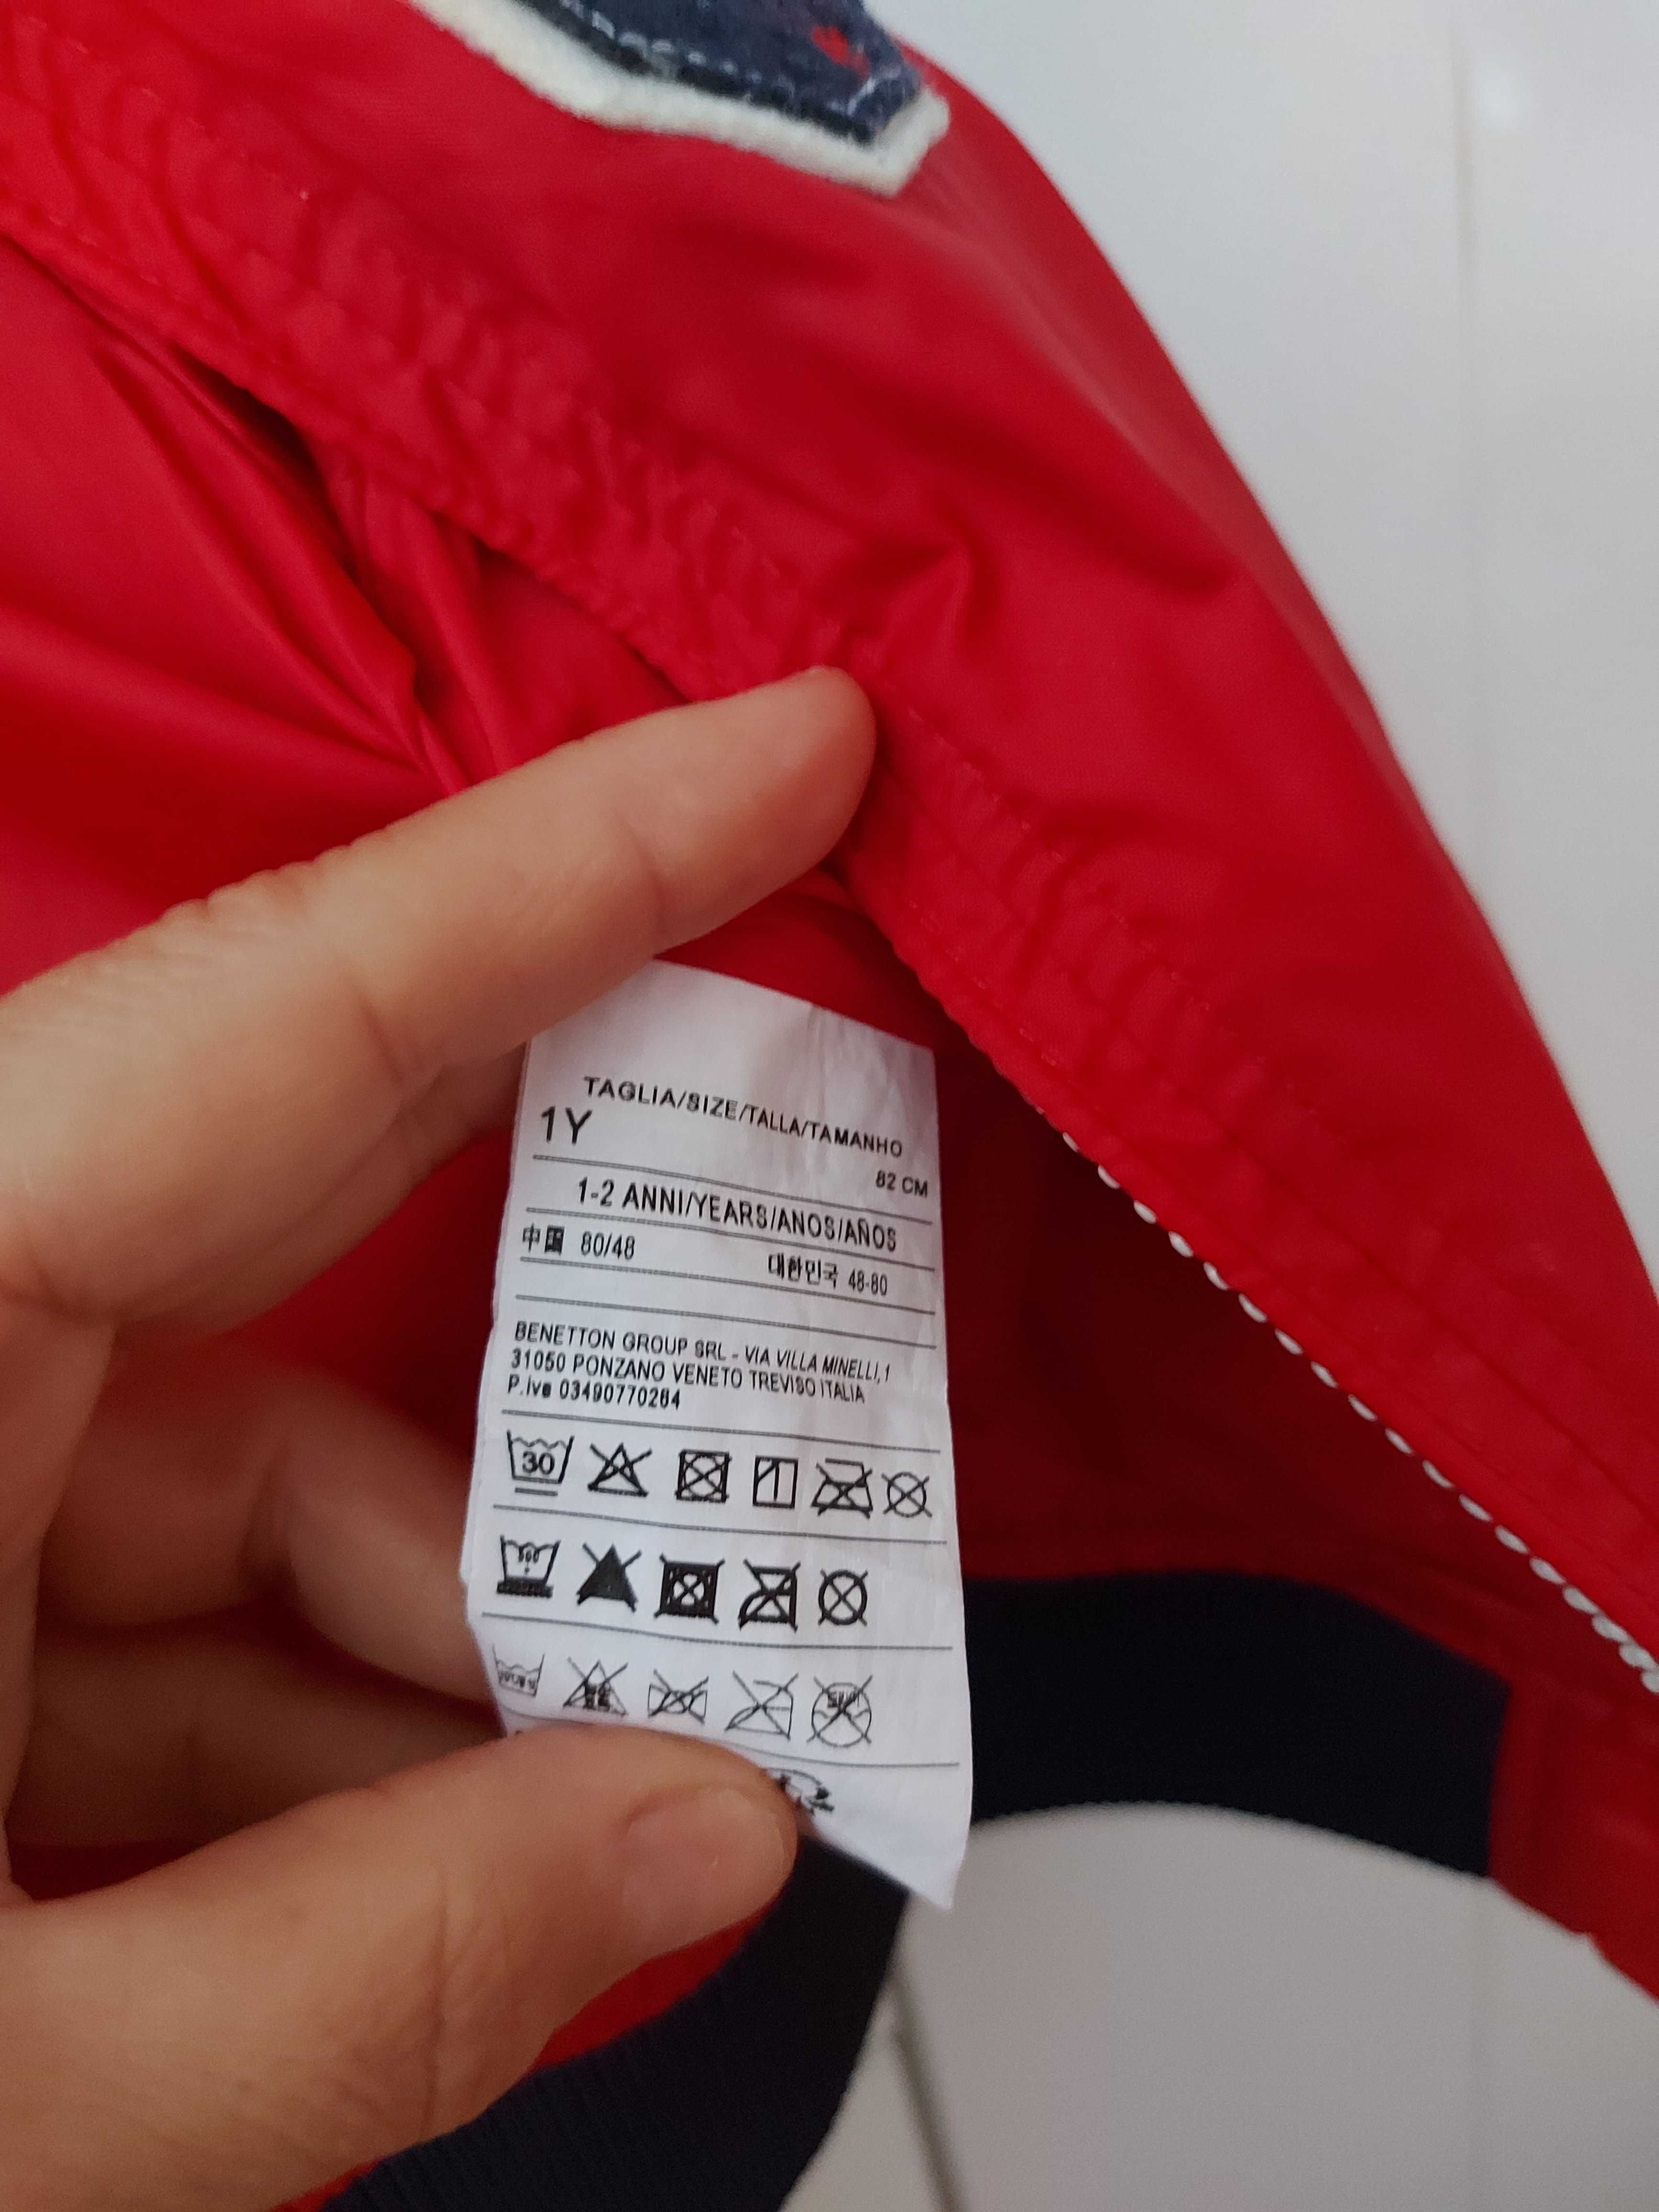 TAGLIA/SIZE/TALLA/TAMANHO
1Y
82 CM
1-2 ANNI/YEARS/ANOS/AÑOS
中国 80/48 대한민국 48-80
BENETTON GROUP SRL - VIA VILLA MINELLI,1
31050 PONZANO VENETO TREVISO ITALIA
P.Iva 03490770264
30